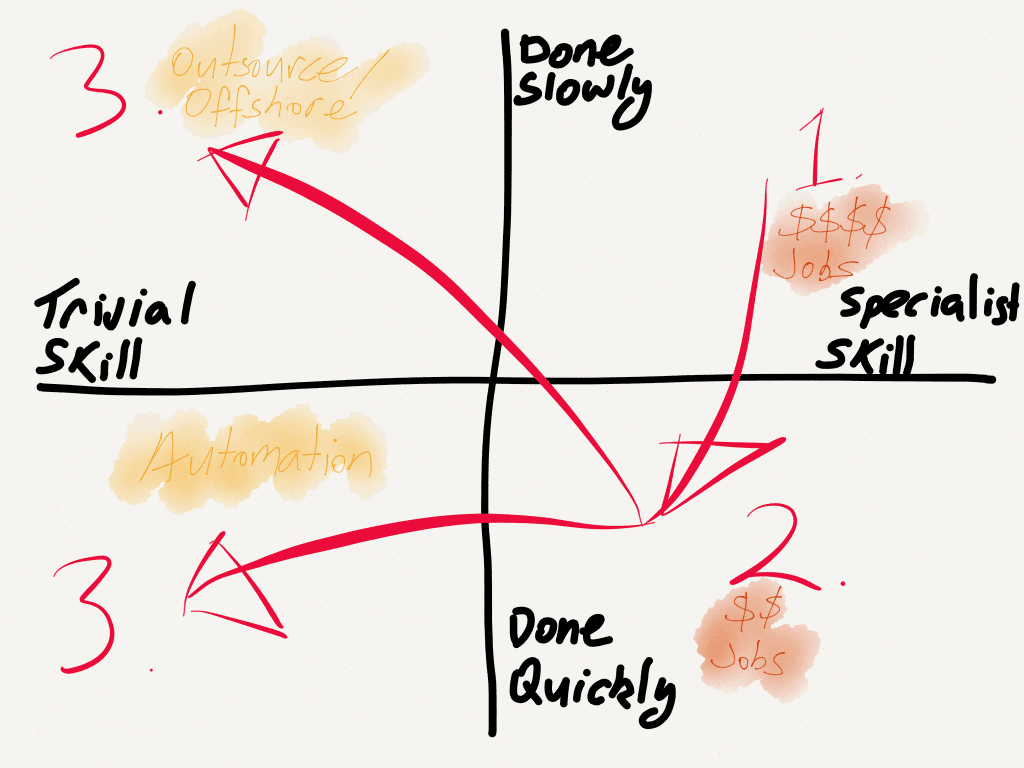 3.
Outsource/
Offshore
Done
Slowly
1.
$$$$
Jobs
Trivial
Skill
Specialist
Skill
Automation
3.
2.
$$
Jobs
Done
Quickly